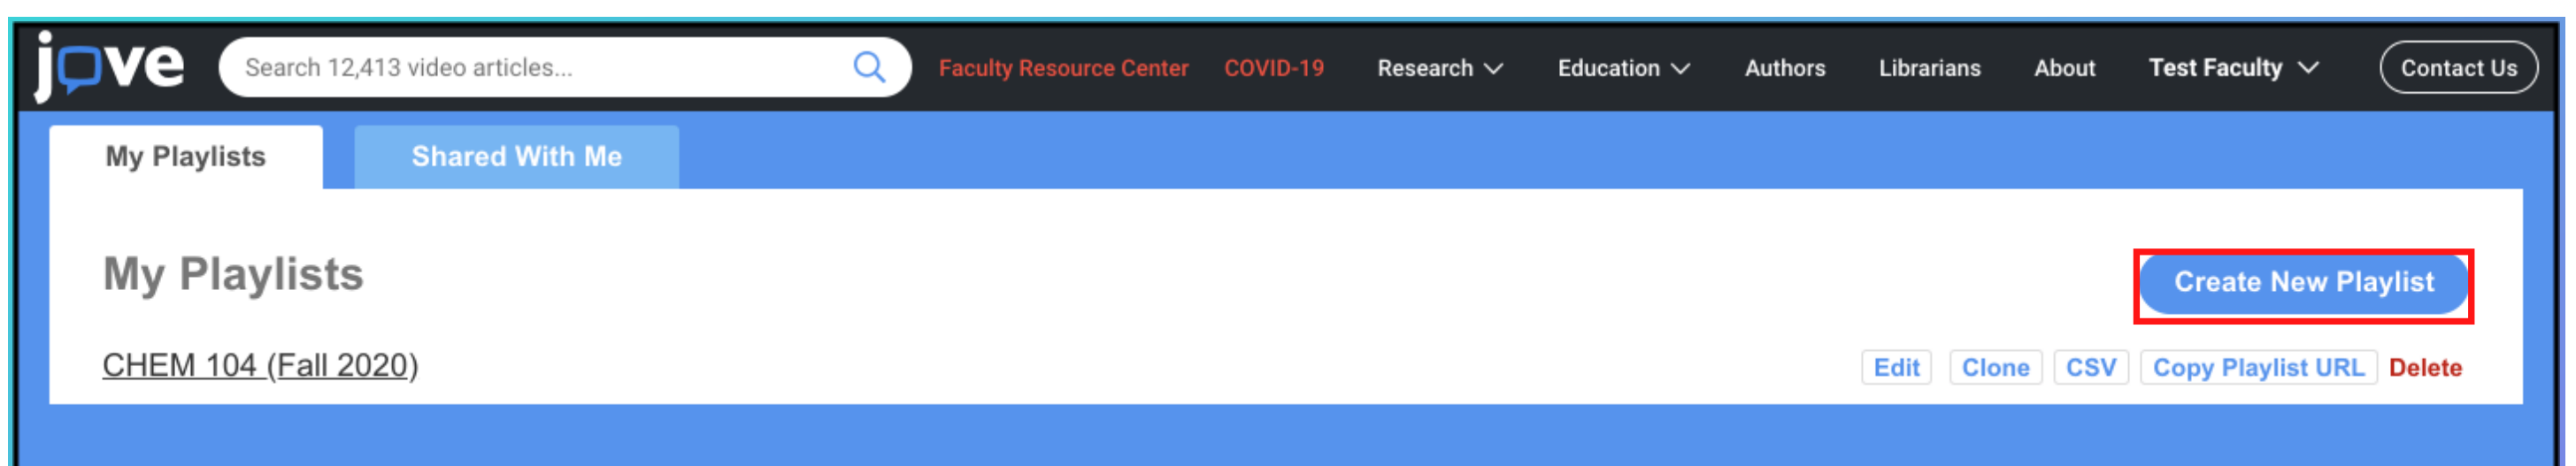 jove Search 12,413 video articles... Faculty Resource Center COVID-19 Research Education Authors Librarians About Test Faculty Contact Us
My Playlists Shared With Me
My Playlists Create New Playlist
CHEM 104 (Fall 2020) Edit Clone CSV Copy Playlist URL Delete